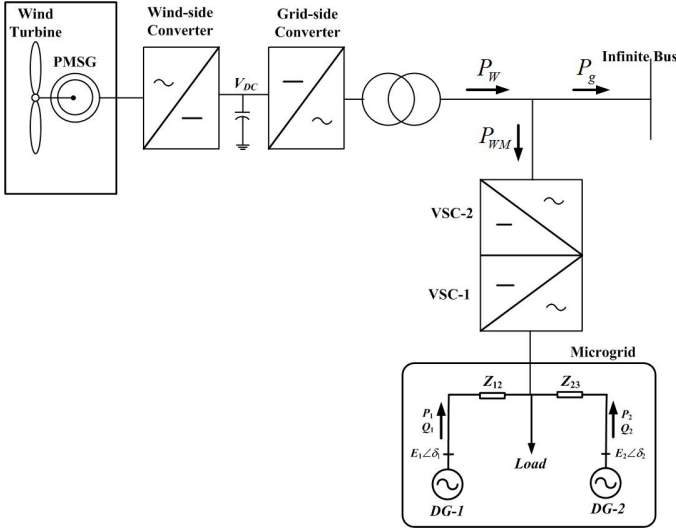 Wind
Turbine
PMSG
Wind-side
Converter
V_DC
Grid-side
Converter
P_W
P_g
Infinite Bus
P_WM
VSC-2
VSC-1
Microgrid
Z_12
Z_23
P_1
Q_1
P_2
Q_2
E_1∠δ_1
Load
E_2∠δ_2
DG-1
DG-2